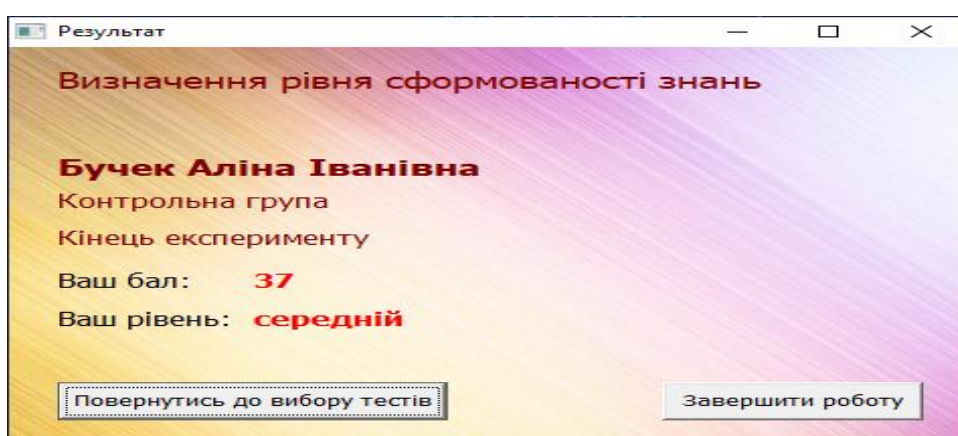 Результат
Визначення рівня сформованості знань
Бучек Аліна Іванівна
Контрольна група
Кінець експерименту
Ваш бал: 37
Ваш рівень: середній
Повернутись до вибору тестів Завершити роботу